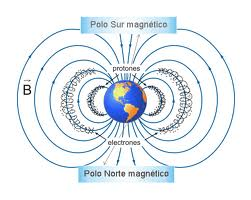 Polo Sur magnético
protones
B
electrones
Polo Norte magnético